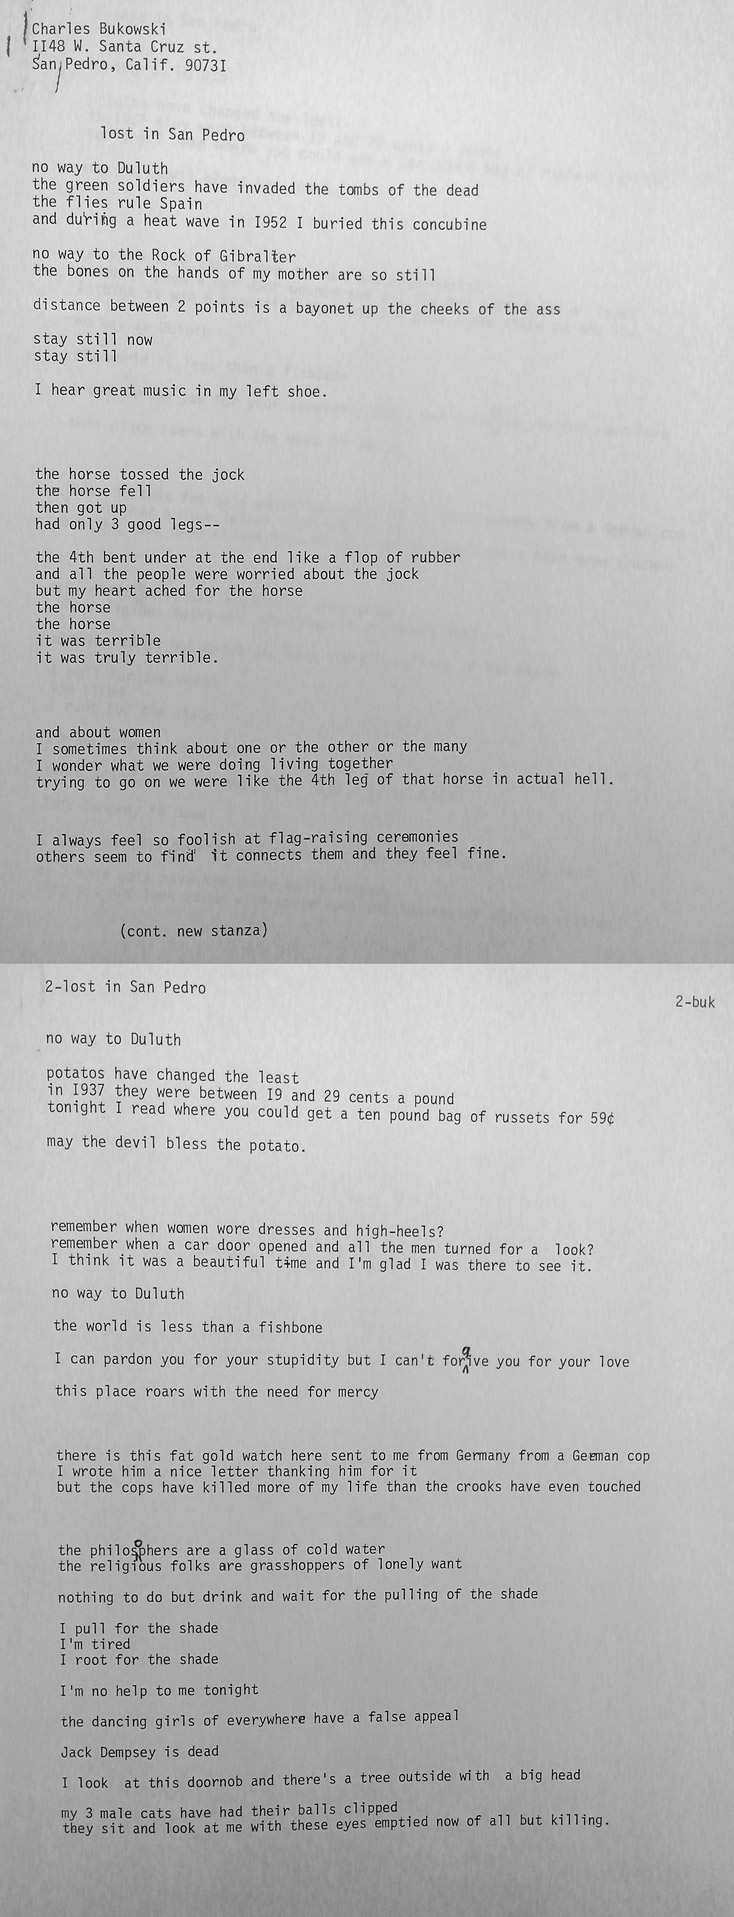 Charles Bukowski
II48 W. Santa Cruz st.
San Pedro, Calif. 9073I
lost in San Pedro
no way to Duluth
the green soldiers have invaded the tombs of the dead
the flies rule Spain
and during a heat wave in I952 I buried this concubine
no way to the Rock of Gibralter
the bones on the hands of my mother are so still
distance between 2 points is a bayonet up the cheeks of the ass
stay still now
stay still
I hear great music in my left shoe.
the horse tossed the jock
the horse fell
then got up
had only 3 good legs--
the 4th bent under at the end like a flop of rubber
and all the people were worried about the jock
but my heart ached for the horse
the horse
the horse
it was terrible
it was truly terrible.
and about women
I sometimes think about one or the other or the many
I wonder what we were doing living together
trying to go on we were like the 4th leg of that horse in actual hell.
I always feel so foolish at flag-raising ceremonies
others seem to find it connects them and they feel fine.
(cont. new stanza)
2-lost in San Pedro
2-buk
no way to Duluth
potatos have changed the least
in I937 they were between I9 and 29 cents a pound
tonight I read where you could get a ten pound bag of russets for 59¢
may the devil bless the potato.
remember when women wore dresses and high-heels?
remember when a car door opened and all the men turned for a look?
I think it was a beautiful time and I'm glad I was there to see it.
no way to Duluth
the world is less than a fishbone
I can pardon you for your stupidity but I can't forgive you for your love
this place roars with the need for mercy
there is this fat gold watch here sent to me from Germany from a German cop
I wrote him a nice letter thanking him for it
but the cops have killed more of my life than the crooks have even touched
the philosophers are a glass of cold water
the religious folks are grasshoppers of lonely want
nothing to do but drink and wait for the pulling of the shade
I pull for the shade
I'm tired
I root for the shade
I'm no help to me tonight
the dancing girls of everywhere have a false appeal
Jack Dempsey is dead
I look at this doornob and there's a tree outside with a big head
my 3 male cats have had their balls clipped
they sit and look at me with these eyes emptied now of all but killing.